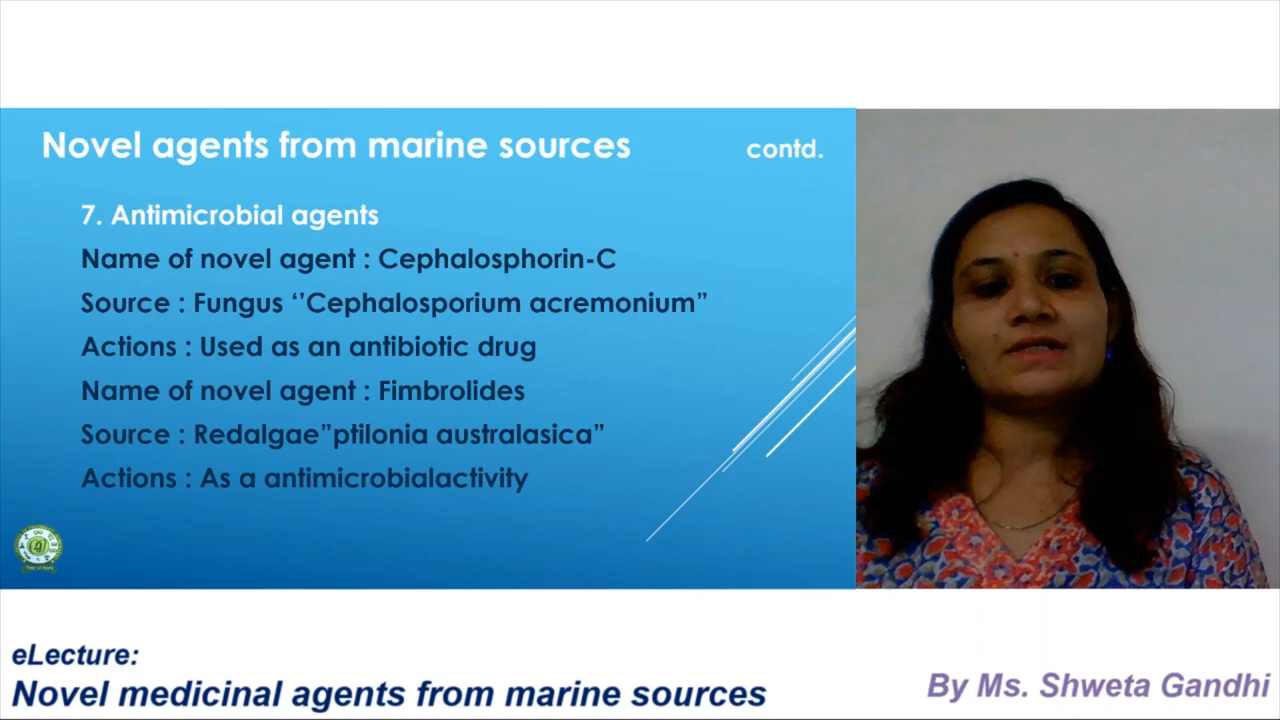 Novel agents from marine sources contd.
7. Antimicrobial agents
Name of novel agent : Cephalosphorin-C
Source : Fungus ‘’Cephalosporium acremonium”
Actions : Used as an antibiotic drug
Name of novel agent : Fimbrolides
Source : Redalgae”ptilonia australasica”
Actions : As a antimicrobialactivity
eLecture:
Novel medicinal agents from marine sources
By Ms. Shweta Gandhi